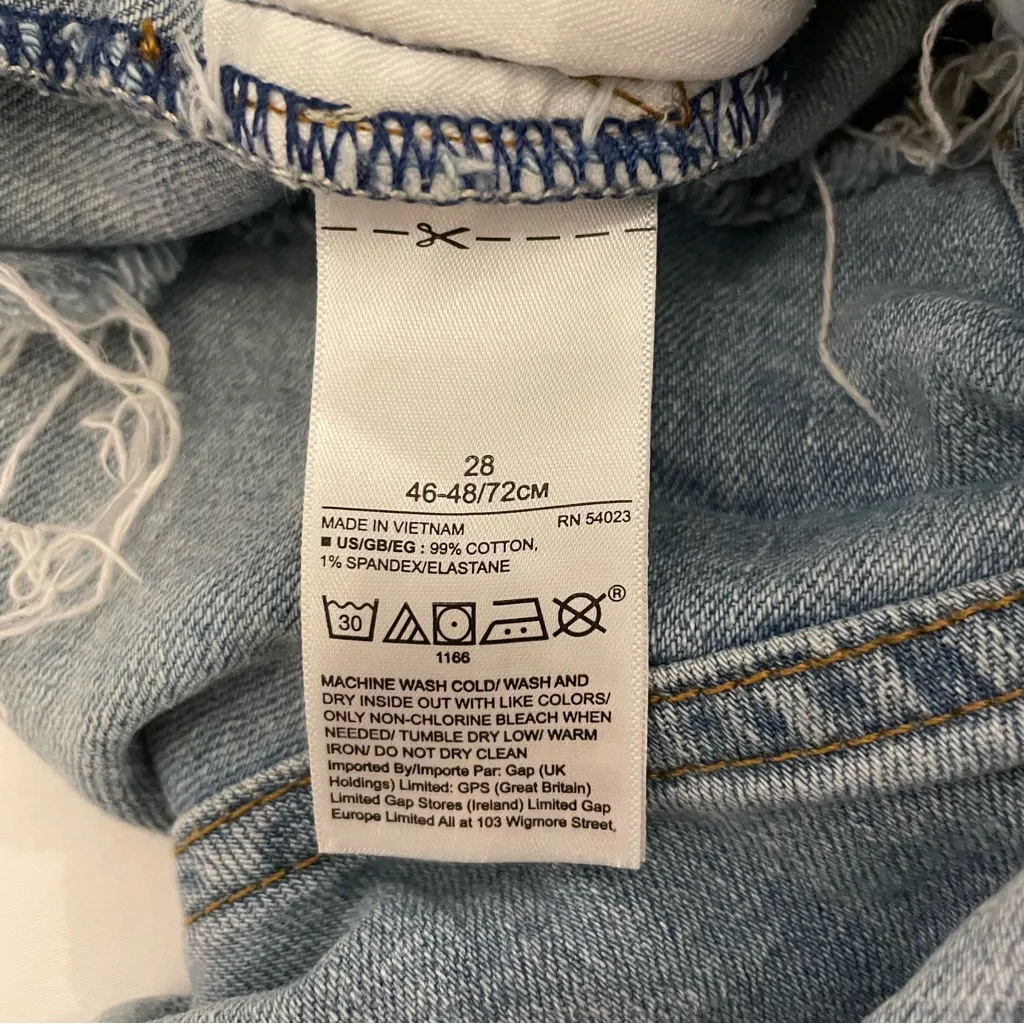 28
46-48/72CM
MADE IN VIETNAM RN 54023
US/GB/EG : 99% COTTON,
1% SPANDEX/ELASTANE
30 ®
1166
MACHINE WASH COLD/ WASH AND
DRY INSIDE OUT WITH LIKE COLORS/
ONLY NON-CHLORINE BLEACH WHEN
NEEDED/ TUMBLE DRY LOW/ WARM
IRON/ DO NOT DRY CLEAN
Imported By/Importe Par: Gap (UK
Holdings) Limited: GPS (Great Britain)
Limited Gap Stores (Ireland) Limited Gap
Europe Limited All at 103 Wigmore Street,